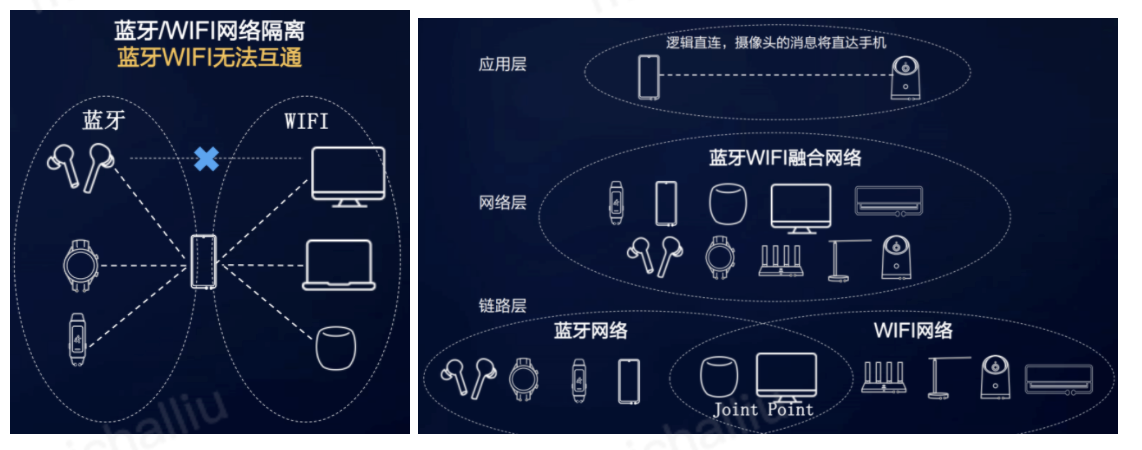 蓝牙/WIFI网络隔离
蓝牙WIFI无法互通
蓝牙
WIFI
逻辑直连，摄像头的消息将直达手机
应用层
蓝牙WIFI融合网络
网络层
链路层
蓝牙网络
WIFI网络
Joint Point